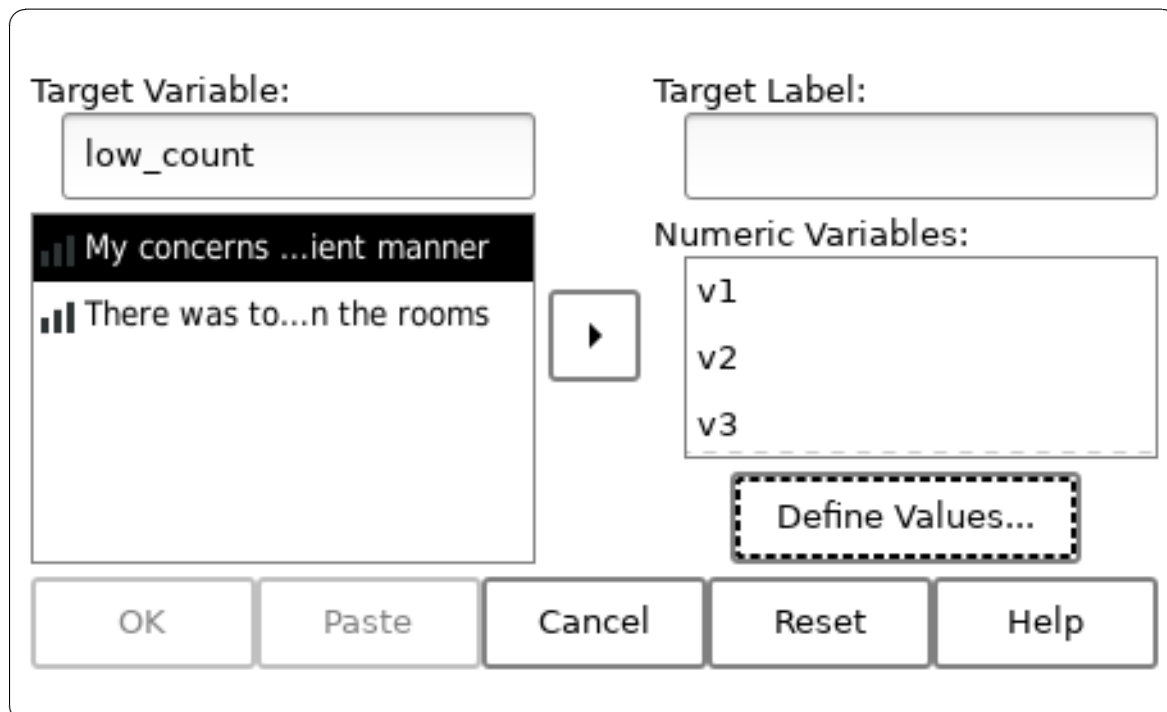 Target Variable:
low_count
My concerns ...ient manner
There was to...n the rooms
Target Label:
Numeric Variables:
v1
v2
v3
Define Values...
OK
Paste
Cancel
Reset
Help